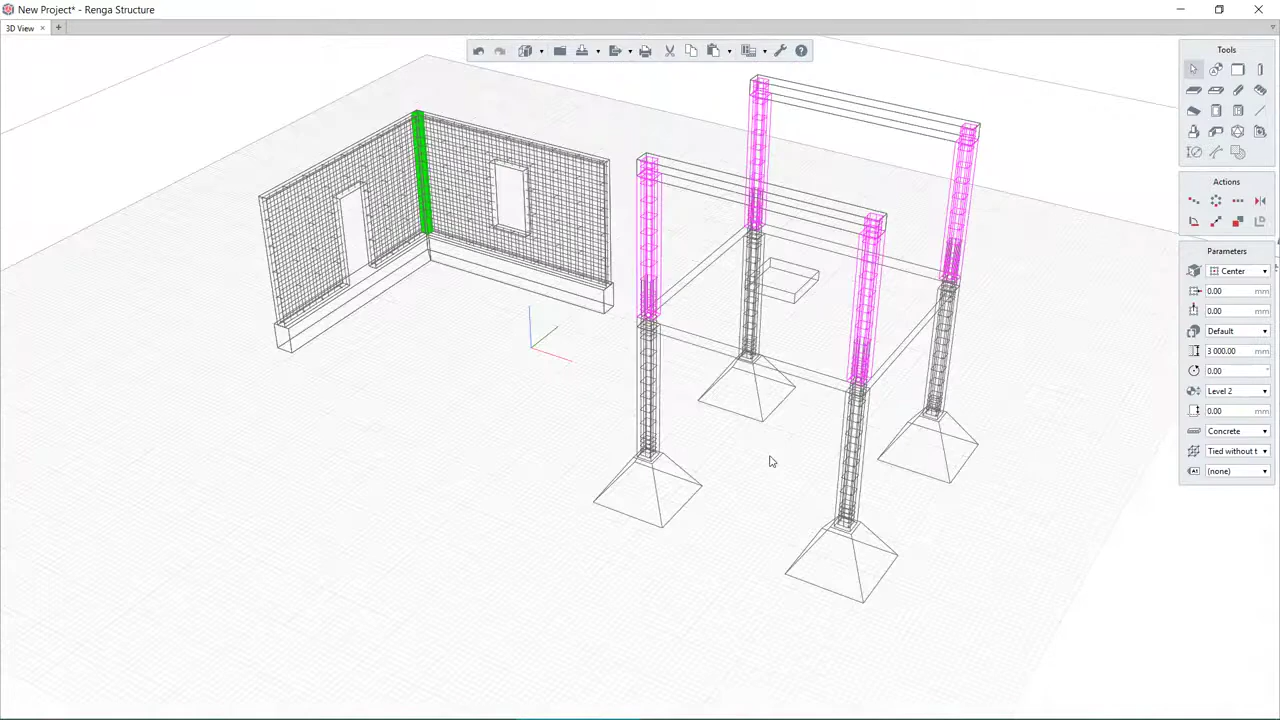 New Project* - Renga Structure
3D View
Tools
Actions
Parameters
Center
0.00 mm
0.00 mm
Default
3 000.00 mm
0.00 °
Level 2
0.00 mm
Concrete
Tied without t
(none)